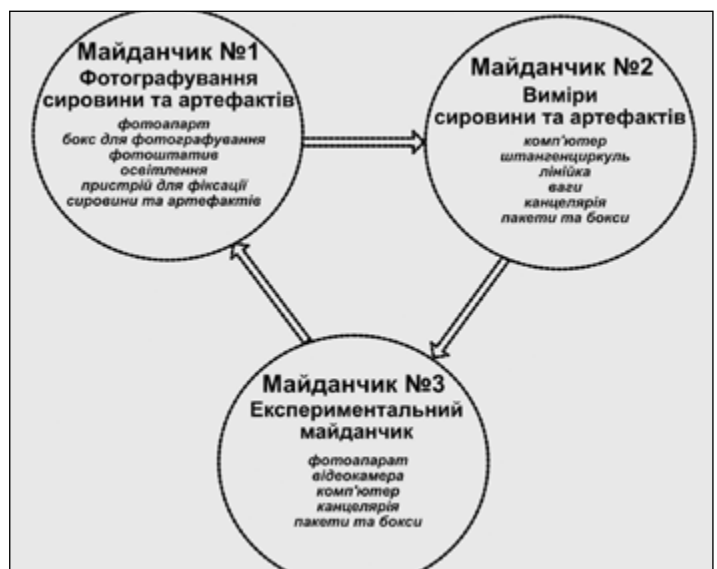 Майданчик №1
Фотографування
сировини та артефактів
фотоапарт
бокс для фотографування
фотоштатив
освітлення
пристрій для фіксації
сировини та артефактів
Майданчик №2
Виміри
сировини та артефактів
комп'ютер
штангенциркуль
лінійка
ваги
канцелярія
пакети та бокси
Майданчик №3
Експериментальний
майданчик
фотоапарат
відеокамера
комп'ютер
канцелярія
пакети та бокси